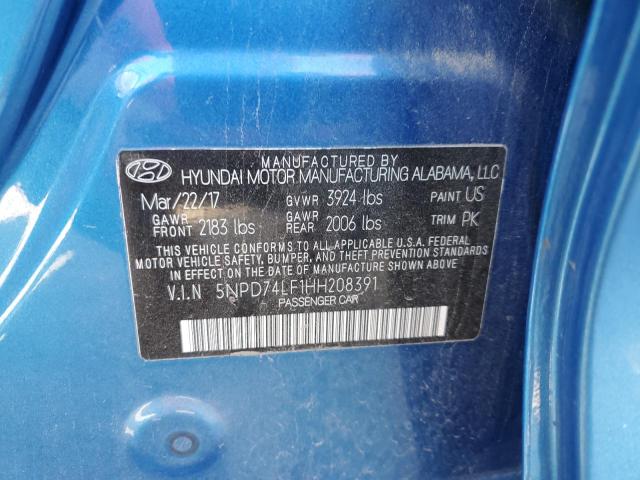 MANUFACTURED BY
HYUNDAI MOTOR MANUFACTURING ALABAMA, LLC
Mar/22/17 GVWR 3924 lbs PAINT US
GAWR FRONT 2183 lbs GAWR REAR 2006 lbs TRIM PK
THIS VEHICLE CONFORMS TO ALL APPLICABLE U.S.A. FEDERAL
MOTOR VEHICLE SAFETY, BUMPER, AND THEFT PREVENTION STANDARDS
IN EFFECT ON THE DATE OF MANUFACTURE SHOWN ABOVE.
V.I.N 5NPD74LF1HH208391
PASSENGER CAR